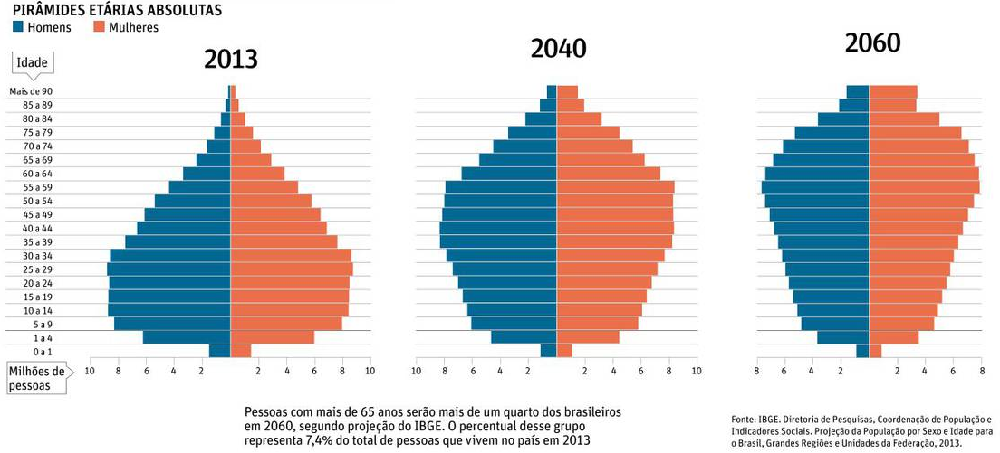 PIRÂMIDES ETÁRIAS ABSOLUTAS
Homens Mulheres
2013
2040
2060
Idade
Mais de 90
85 a 89
80 a 84
75 a 79
70 a 74
65 a 69
60 a 64
55 a 59
50 a 54
45 a 49
40 a 44
35 a 39
30 a 34
25 a 29
20 a 24
15 a 19
10 a 14
5 a 9
1 a 4
0 a 1
Milhões de
pessoas
10 8 6 4 2 2 4 6 8 10
10 8 6 4 2 2 4 6 8 10
8 6 4 2 2 4 6 8
Pessoas com mais de 65 anos serão mais de um quarto dos brasileiros
em 2060, segundo projeção do IBGE. O percentual desse grupo
representa 7,4% do total de pessoas que vivem no país em 2013
Fonte: IBGE. Diretoria de Pesquisas, Coordenação de População e
Indicadores Sociais. Projeção da População por Sexo e Idade para
o Brasil, Grandes Regiões e Unidades da Federação, 2013.